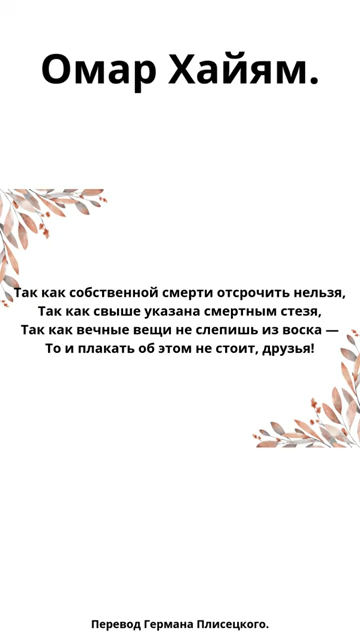 Омар Хайям.
Так как собственной смерти отсрочить нельзя,
Так как свыше указана смертным стезя,
Так как вечные вещи не слепишь из воска —
То и плакать об этом не стоит, друзья!
Перевод Германа Плисецкого.